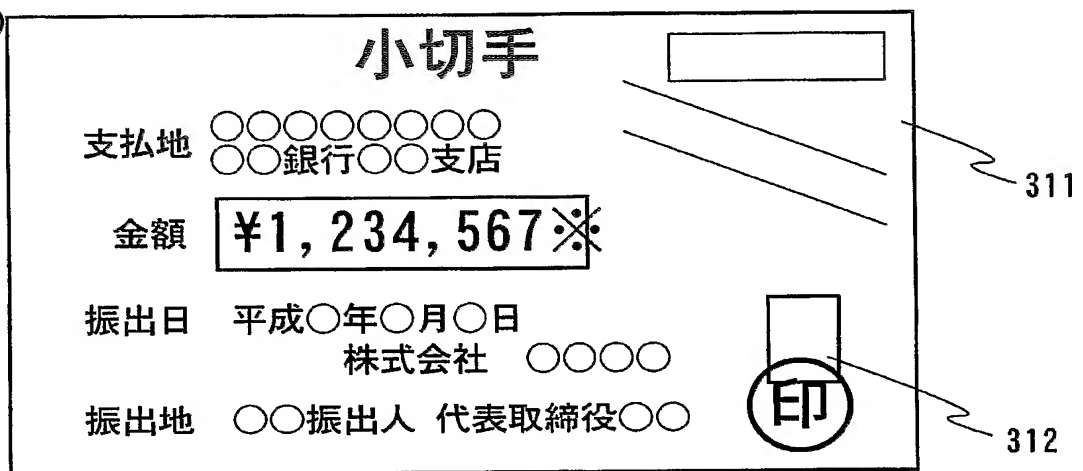 小切手
支払地 ○○○○○○○○
○○銀行○○支店
金額 ¥1,234,567※
振出日 平成○年○月○日
株式会社 ○○○○
振出地 ○○振出人 代表取締役○○
印
311
312